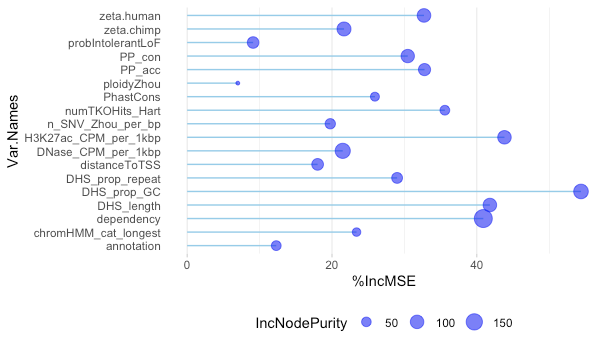 zeta.human
zeta.chimp
probIntolerantLoF
PP_con
PP_acc
ploidyZhou
PhastCons
numTKOHits_Hart
n_SNV_Zhou_per_bp
H3K27ac_CPM_per_1kbp
DNase_CPM_per_1kbp
distanceToTSS
DHS_prop_repeat
DHS_prop_GC
DHS_length
dependency
chromHMM_cat_longest
annotation
Var.Names
0 20 40
%IncMSE
IncNodePurity 50 100 150